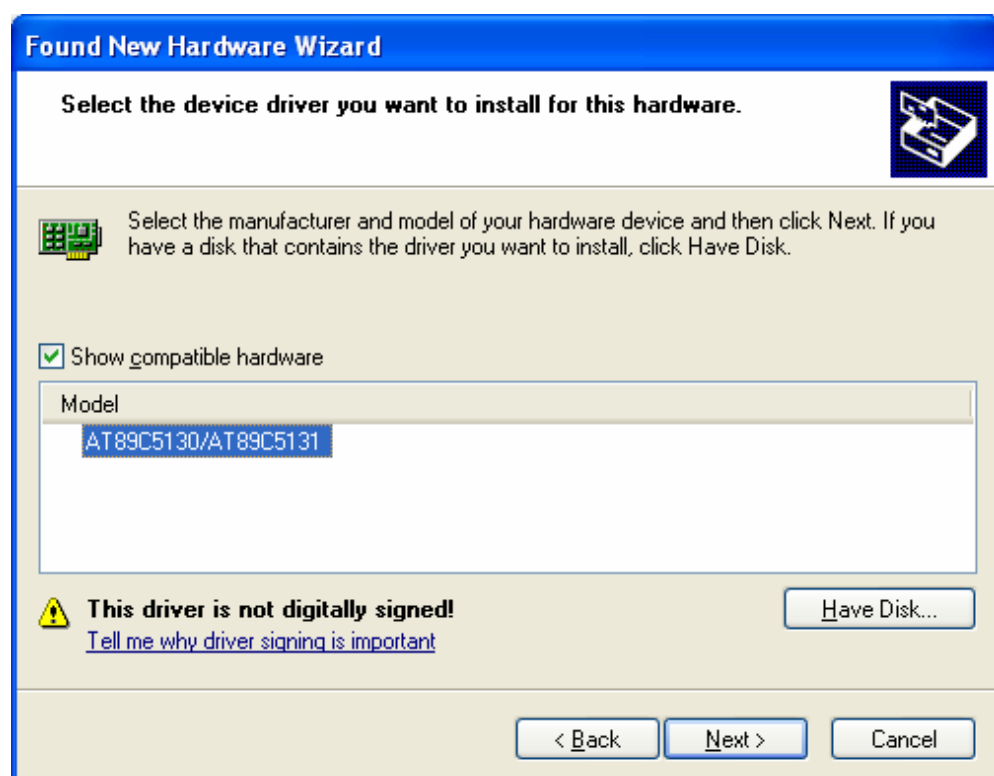 Found New Hardware Wizard
Select the device driver you want to install for this hardware.
Select the manufacturer and model of your hardware device and then click Next. If you
have a disk that contains the driver you want to install, click Have Disk.
Show compatible hardware
Model
AT89C5130/AT89C5131
This driver is not digitally signed!
Have Disk...
Tell me why driver signing is important
< Back
Next >
Cancel